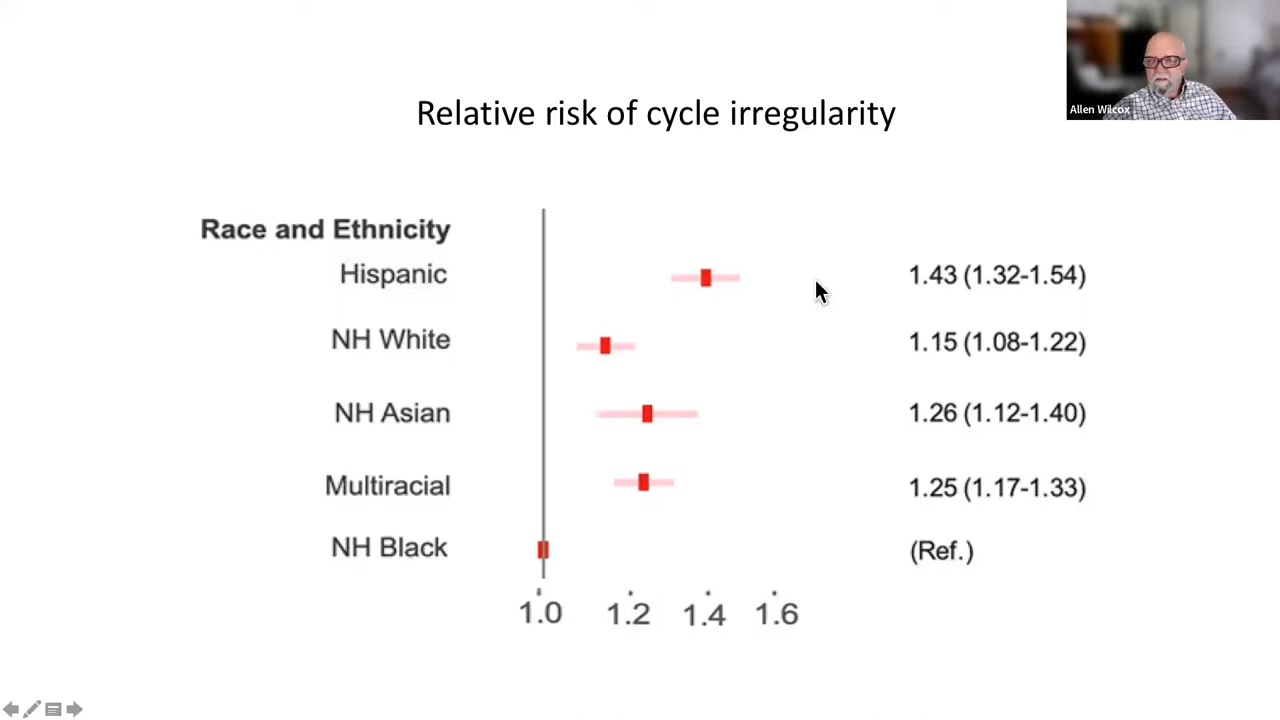 Allen Wilcox
Relative risk of cycle irregularity
Race and Ethnicity
Hispanic 1.43 (1.32-1.54)
NH White 1.15 (1.08-1.22)
NH Asian 1.26 (1.12-1.40)
Multiracial 1.25 (1.17-1.33)
NH Black (Ref.)
1.0 1.2 1.4 1.6